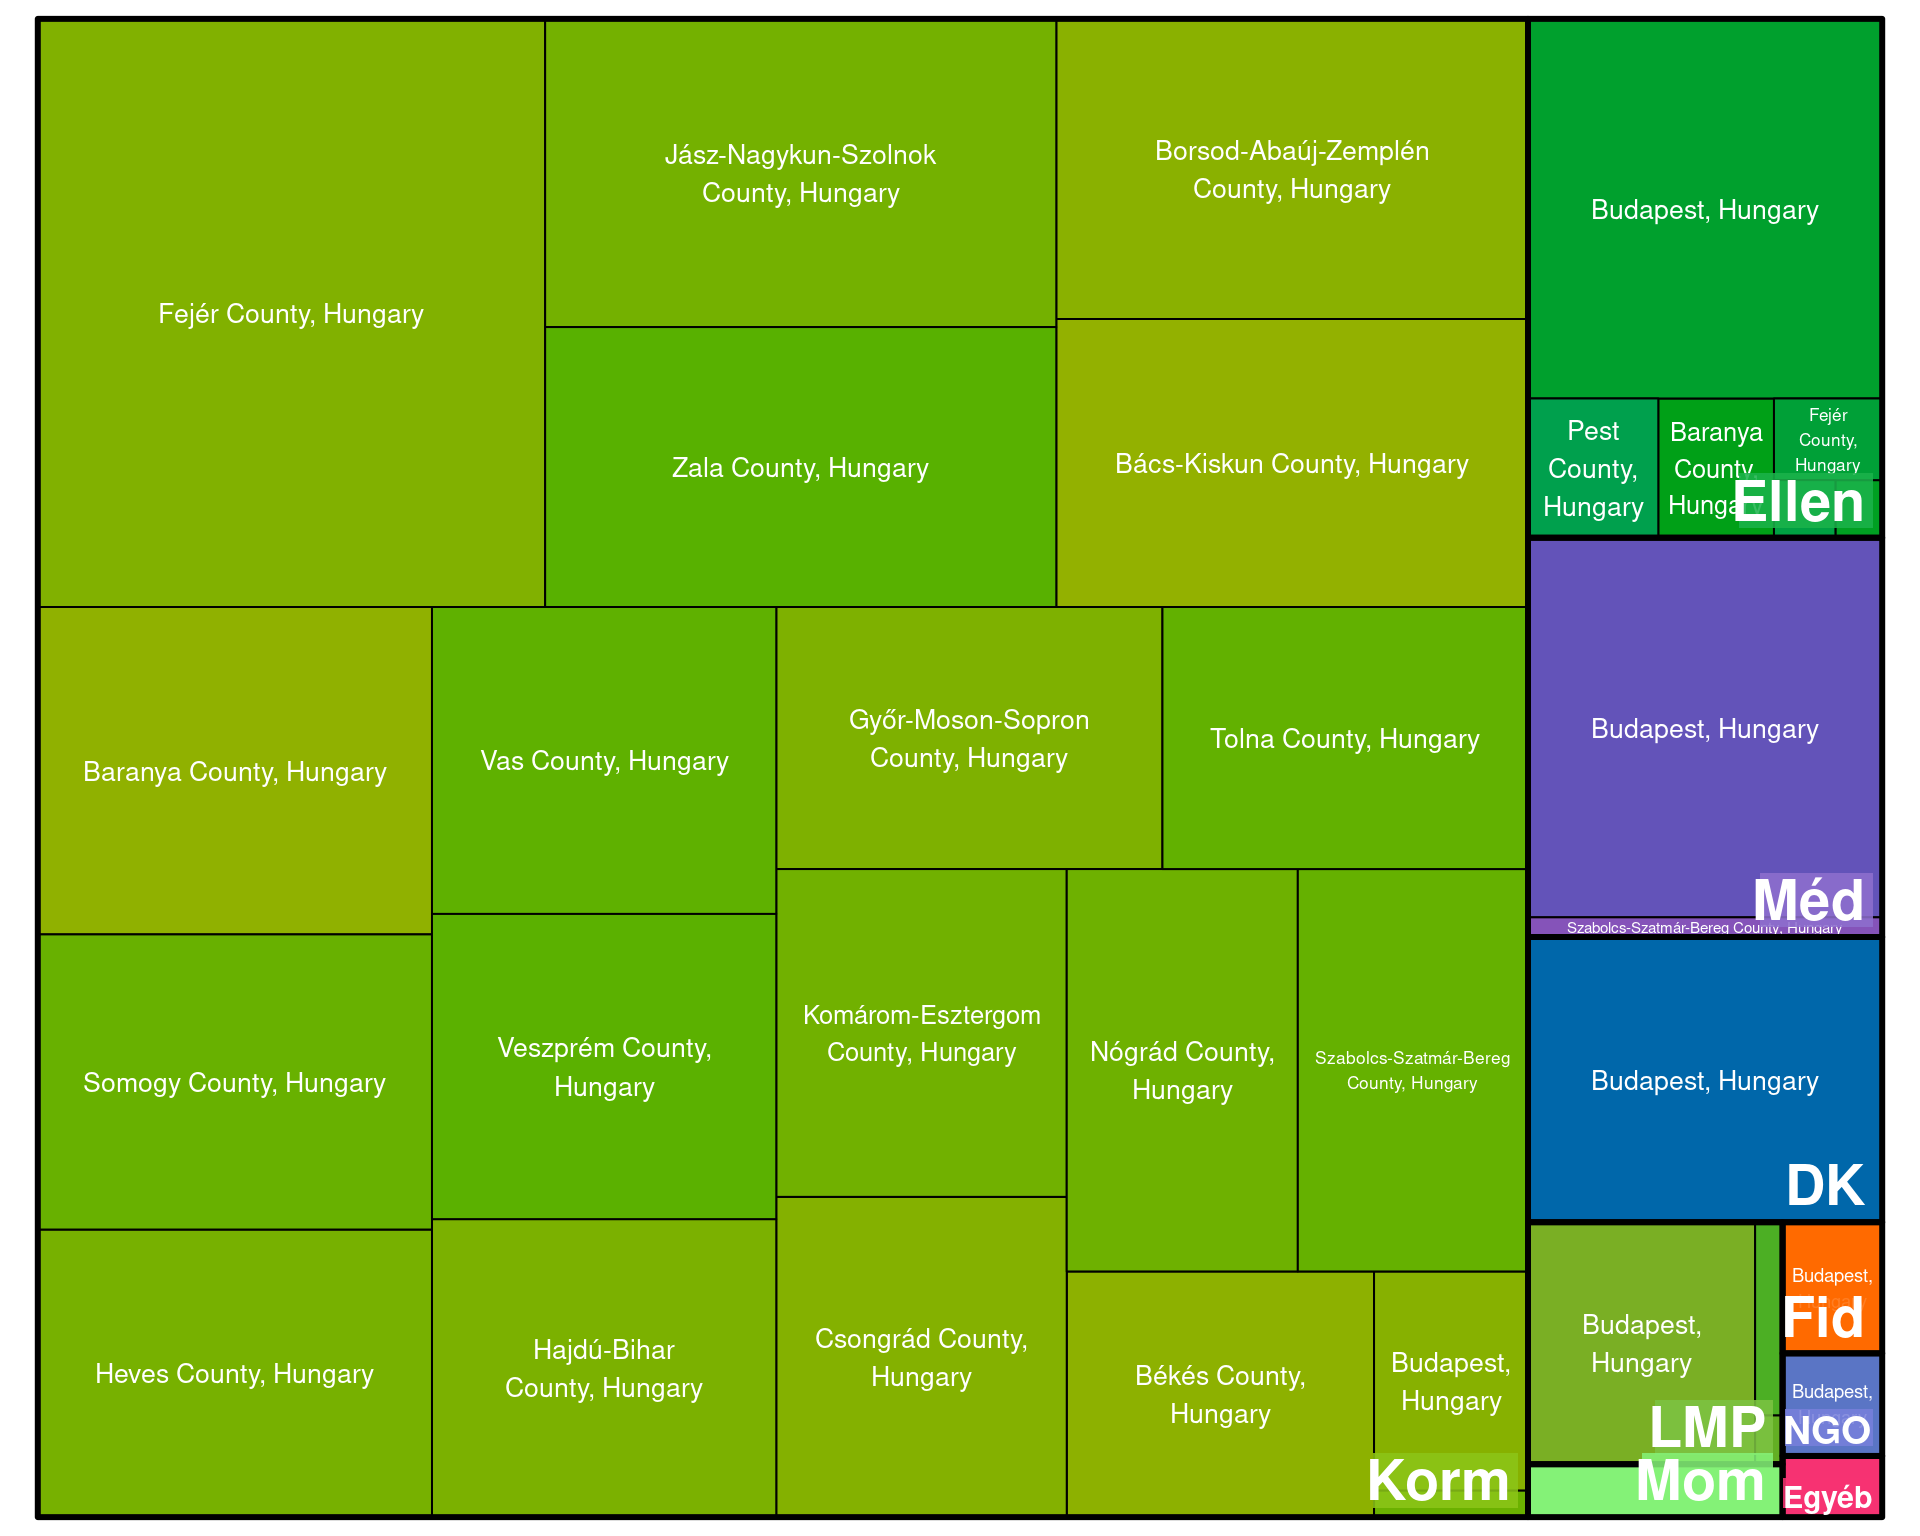 Fejér County, Hungary
Jász-Nagykun-Szolnok
County, Hungary
Borsod-Abaúj-Zemplén
County, Hungary
Zala County, Hungary
Bács-Kiskun County, Hungary
Baranya County, Hungary
Vas County, Hungary
Győr-Moson-Sopron
County, Hungary
Tolna County, Hungary
Somogy County, Hungary
Veszprém County,
Hungary
Komárom-Esztergom
County, Hungary
Nógrád County,
Hungary
Szabolcs-Szatmár-Bereg
County, Hungary
Heves County, Hungary
Hajdú-Bihar
County, Hungary
Csongrád County,
Hungary
Békés County,
Hungary
Budapest,
Hungary
Korm
Budapest, Hungary
Pest
County,
Hungary
Baranya
County,
Hungary
Fejér
County,
Hungary
Ellen
Budapest, Hungary
Szabolcs-Szatmár-Bereg County, Hungary
Méd
Budapest, Hungary
DK
Budapest,
Hungary
LMP
Mom
Budapest,
Fid
Budapest,
NGO
Egyéb